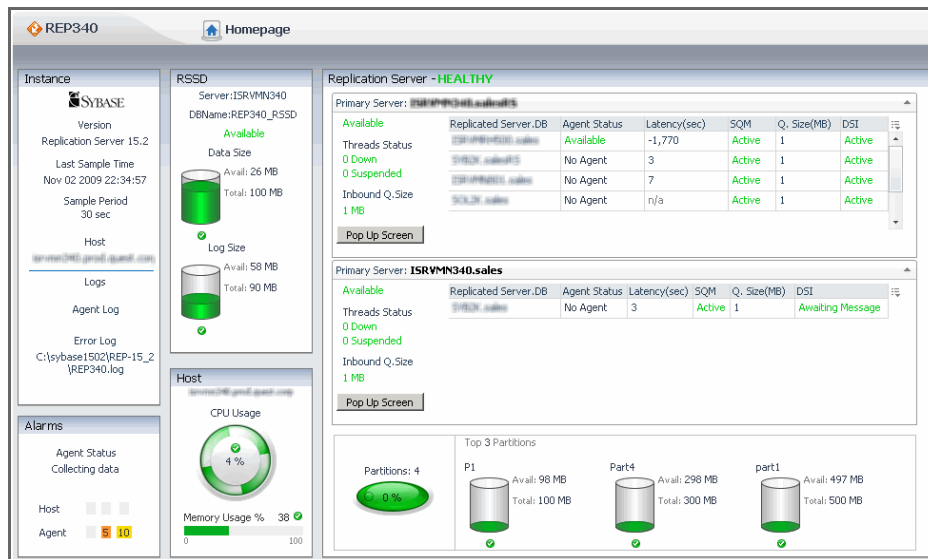 REP340
Homepage
Instance
SYBASE
Version
Replication Server 15.2
Last Sample Time
Nov 02 2009 22:34:57
Sample Period
30 sec
Host
Logs
Agent Log
Error Log
C:\sybase1502\REP-15_2
\REP340.log
Alarms
Agent Status
Collecting data
Host
Agent 5 10
RSSD
Server:ISRVMN340
DBName:REP340_RSSD
Available
Data Size
Avail: 26 MB
Total: 100 MB
Log Size
Avail: 58 MB
Total: 90 MB
Host
CPU Usage
4 %
Memory Usage % 38
0 100
Replication Server -HEALTHY
Primary Server:
Available
Threads Status
0 Down
0 Suspended
Inbound Q.Size
1 MB
Pop Up Screen
Replicated Server.DB Agent Status Latency(sec) SQM Q. Size(MB) DSI
Available -1,770 Active 1 Active
No Agent 3 Active 1 Active
No Agent 7 Active 1 Active
No Agent n/a Active 1 Active
Primary Server: ISRVMN340.sales
Available
Threads Status
0 Down
0 Suspended
Inbound Q.Size
1 MB
Pop Up Screen
Replicated Server.DB Agent Status Latency(sec) SQM Q. Size(MB) DSI
No Agent 3 Active 1 Awaiting Message
Partitions: 4
0 %
Top 3 Partitions
P1
Avail: 98 MB
Total: 100 MB
Part4
Avail: 298 MB
Total: 300 MB
part1
Avail: 497 MB
Total: 500 MB